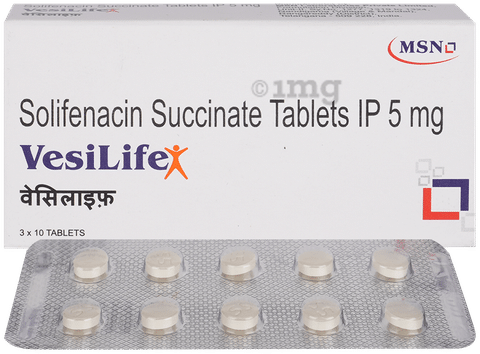 MSN
©1mg
Solifenacin Succinate Tablets IP 5 mg
VesiLife
वेसिलाइफ़
3 x 10 TABLETS